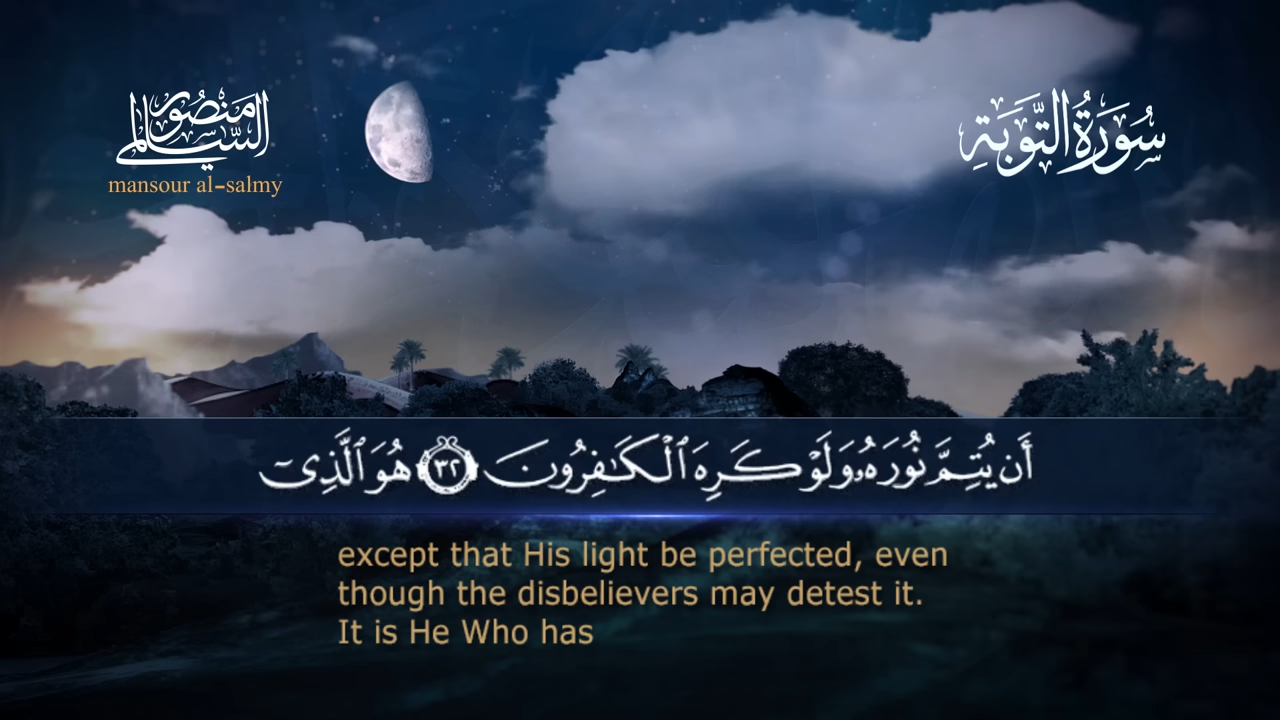 منصور
السالمي
mansour al-salmy
سُورَةُ التَّوْبَةِ
أَن يُتِمَّ نُورَهُۥ وَلَوْ كَرِهَ ٱلْكَـٰفِرُونَ ٣٢ هُوَ ٱلَّذِىٓ
except that His light be perfected, even
though the disbelievers may detest it.
It is He Who has